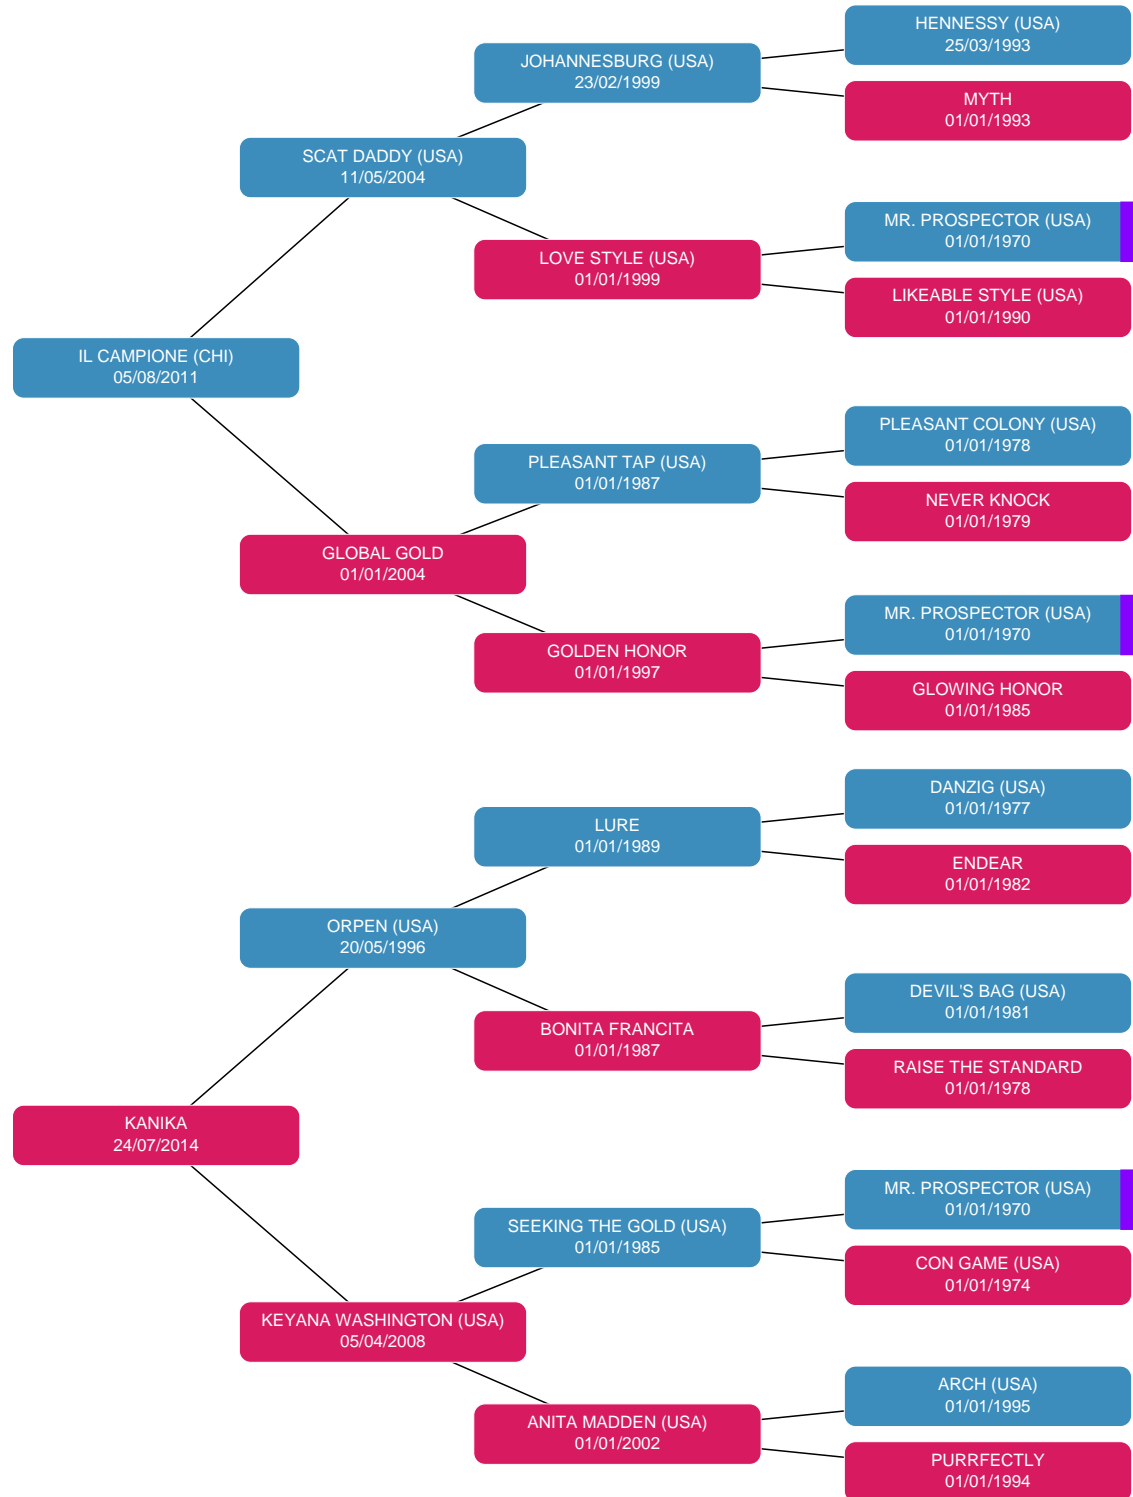 HENNESSY (USA)
25/03/1993
JOHANNESBURG (USA)
23/02/1999
MYTH
01/01/1993
SCAT DADDY (USA)
11/05/2004
MR. PROSPECTOR (USA)
01/01/1970
LOVE STYLE (USA)
01/01/1999
LIKEABLE STYLE (USA)
01/01/1990
IL CAMPIONE (CHI)
05/08/2011
PLEASANT COLONY (USA)
01/01/1978
PLEASANT TAP (USA)
01/01/1987
NEVER KNOCK
01/01/1979
GLOBAL GOLD
01/01/2004
MR. PROSPECTOR (USA)
01/01/1970
GOLDEN HONOR
01/01/1997
GLOWING HONOR
01/01/1985
DANZIG (USA)
01/01/1977
LURE
01/01/1989
ENDEAR
01/01/1982
ORPEN (USA)
20/05/1996
DEVIL'S BAG (USA)
01/01/1981
BONITA FRANCITA
01/01/1987
RAISE THE STANDARD
01/01/1978
KANIKA
24/07/2014
MR. PROSPECTOR (USA)
01/01/1970
SEEKING THE GOLD (USA)
01/01/1985
CON GAME (USA)
01/01/1974
KEYANA WASHINGTON (USA)
05/04/2008
ARCH (USA)
01/01/1995
ANITA MADDEN (USA)
01/01/2002
PURRFECTLY
01/01/1994